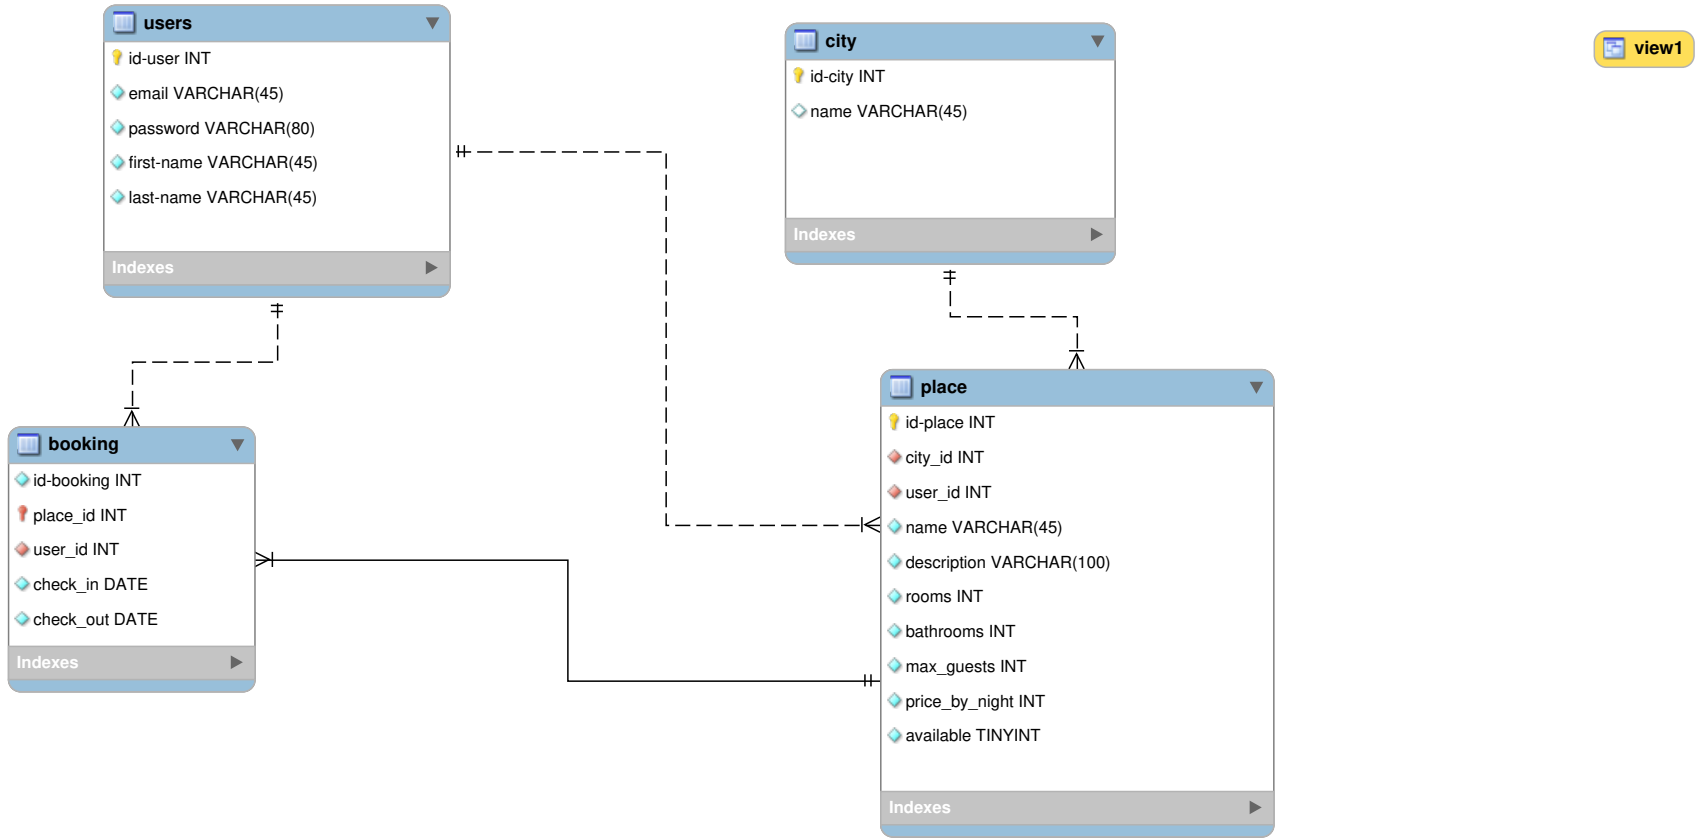 users
id-user INT
email VARCHAR(45)
password VARCHAR(80)
first-name VARCHAR(45)
last-name VARCHAR(45)
Indexes
city
id-city INT
name VARCHAR(45)
Indexes
view1
booking
id-booking INT
place_id INT
user_id INT
check_in DATE
check_out DATE
Indexes
place
id-place INT
city_id INT
user_id INT
name VARCHAR(45)
description VARCHAR(100)
rooms INT
bathrooms INT
max_guests INT
price_by_night INT
available TINYINT
Indexes